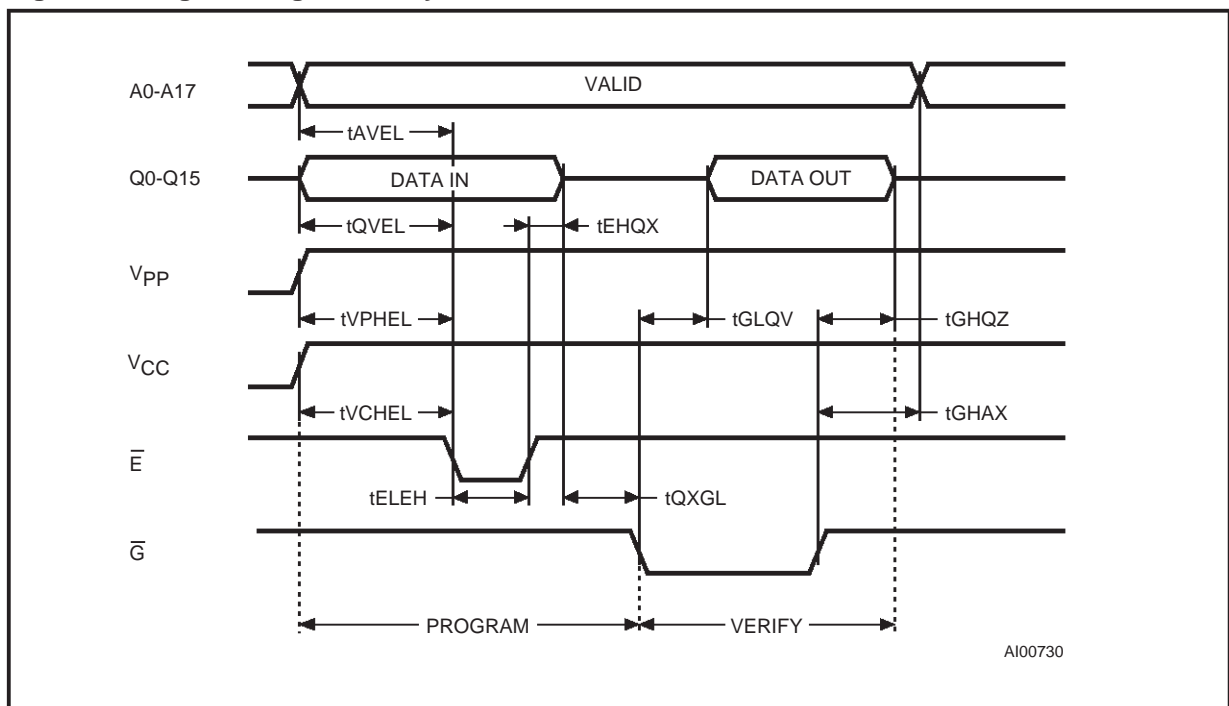 A0-A17
VALID
tAVEL
Q0-Q15
DATA IN
DATA OUT
tQVEL
tEHQX
VPP
tVPHEL
tGLQV
tGHQZ
VCC
tVCHEL
tGHAX
E̅
tELEH
tQXGL
G̅
PROGRAM
VERIFY
AI00730